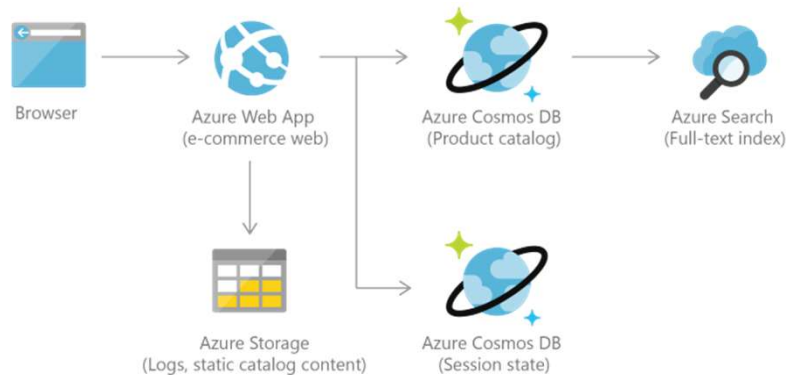 Browser
Azure Web App
(e-commerce web)
Azure Cosmos DB
(Product catalog)
Azure Search
(Full-text index)
Azure Storage
(Logs, static catalog content)
Azure Cosmos DB
(Session state)